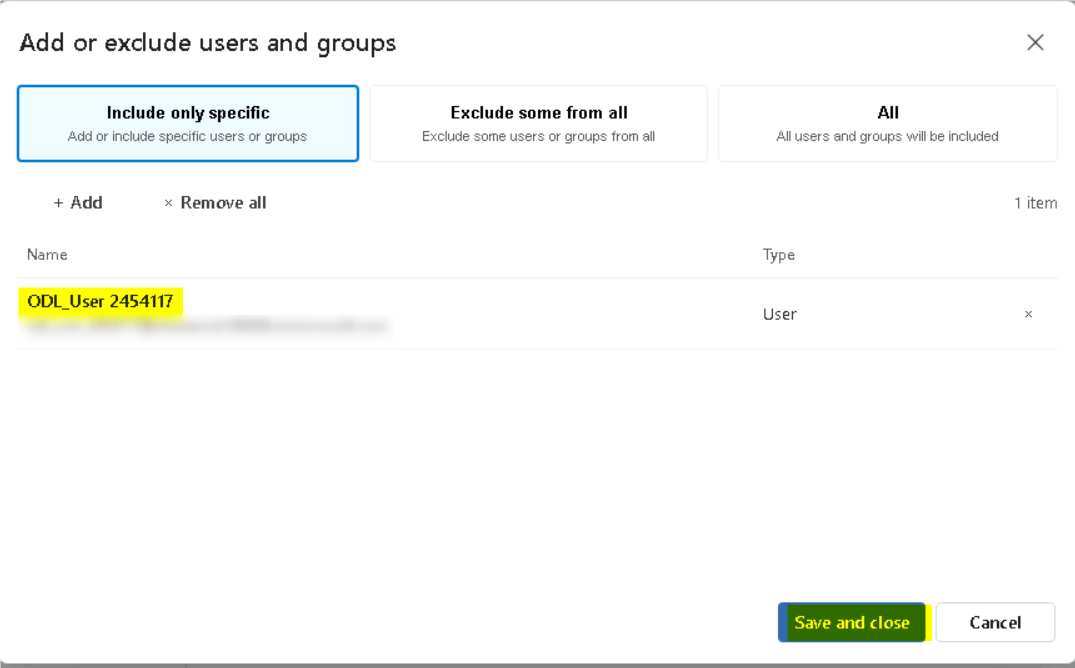 Add or exclude users and groups
Include only specific
Add or include specific users or groups
Exclude some from all
Exclude some users or groups from all
All
All users and groups will be included
+ Add
× Remove all
1 item
Name
Type
ODL_User 2454117
User
Save and close
Cancel